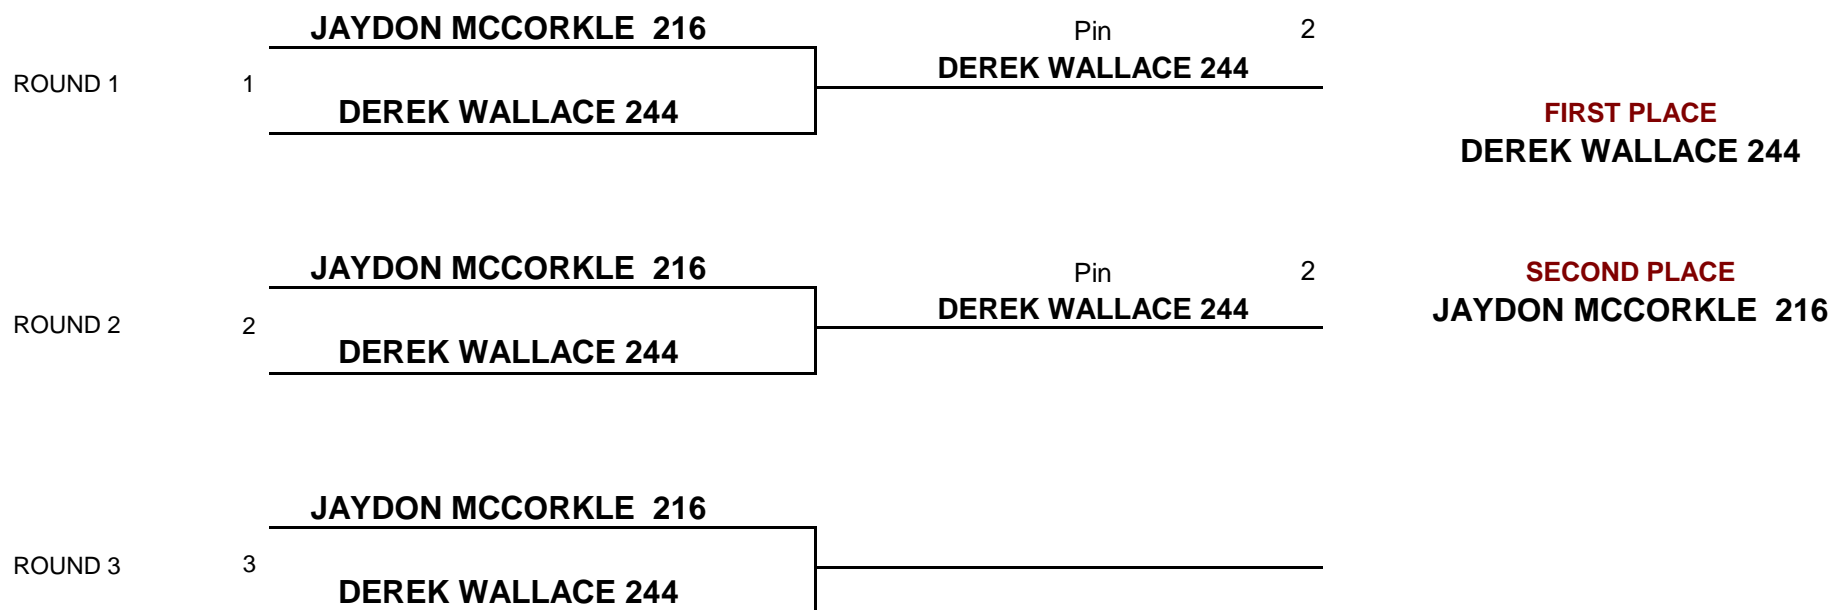 JAYDON MCCORKLE  216
Pin 2
DEREK WALLACE 244
ROUND 1 1
DEREK WALLACE 244
FIRST PLACE
DEREK WALLACE 244
JAYDON MCCORKLE  216
Pin 2
SECOND PLACE
DEREK WALLACE 244
JAYDON MCCORKLE  216
ROUND 2 2
DEREK WALLACE 244
JAYDON MCCORKLE  216
ROUND 3 3
DEREK WALLACE 244